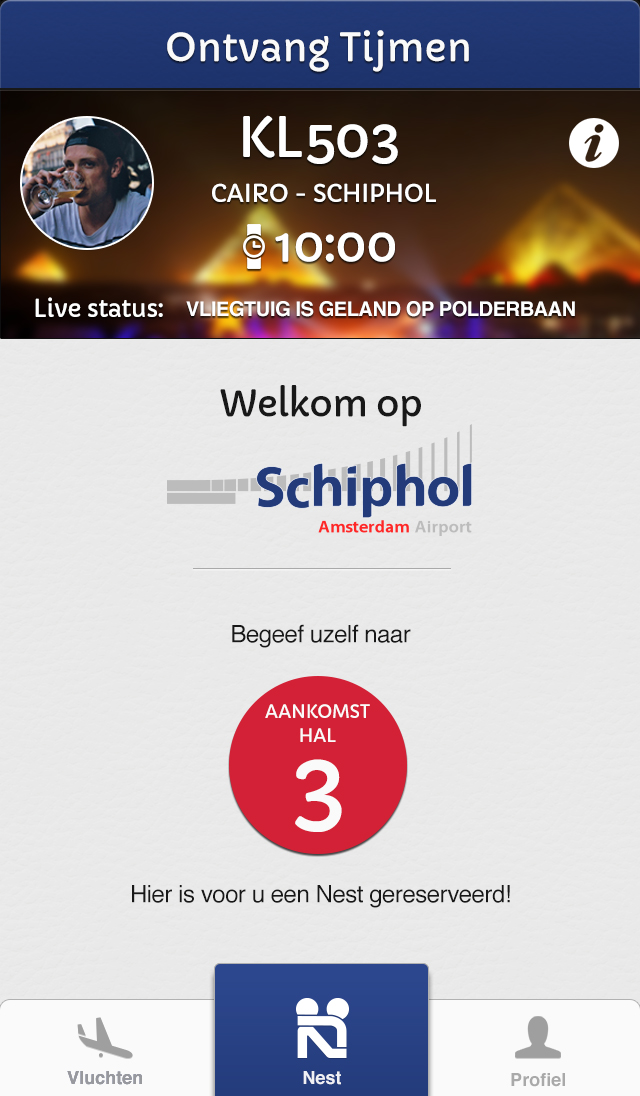 Ontvang Tijmen
KL503
CAIRO - SCHIPHOL
10:00
Live status: VLIEGTUIG IS GELAND OP POLDERBAAN
Welkom op
Schiphol
Amsterdam Airport
Begeef uzelf naar
AANKOMST
HAL
3
Hier is voor u een Nest gereserveerd!
Vluchten
Nest
Profiel